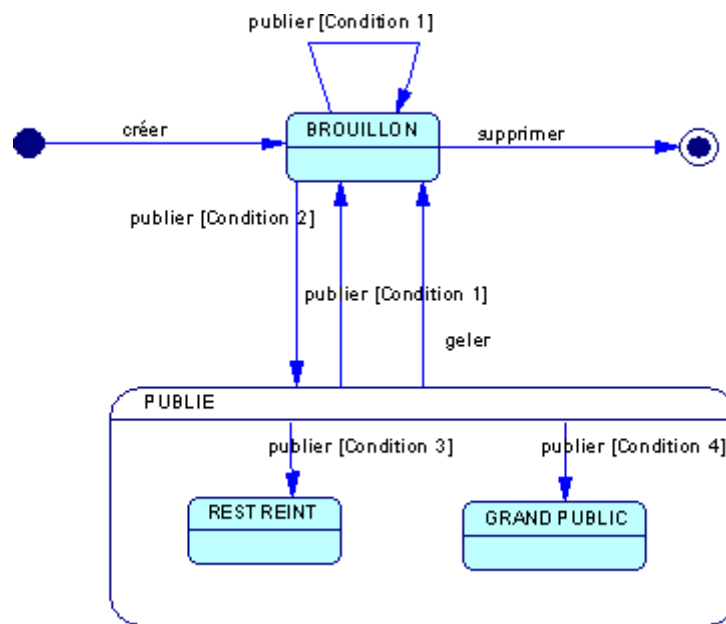 publier [Condition 1]
créer
BROUILLON
supprimer
publier [Condition 2]
publier [Condition 1]
geler
PUBLIE
publier [Condition 3]
publier [Condition 4]
RESTREINT
GRAND PUBLIC